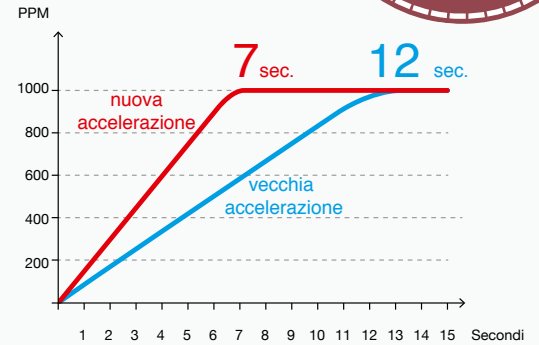 PPM
7 sec.
12 sec.
1000
nuova
accelerazione
800
600
vecchia
accelerazione
400
200
1 2 3 4 5 6 7 8 9 10 11 12 13 14 15 Secondi